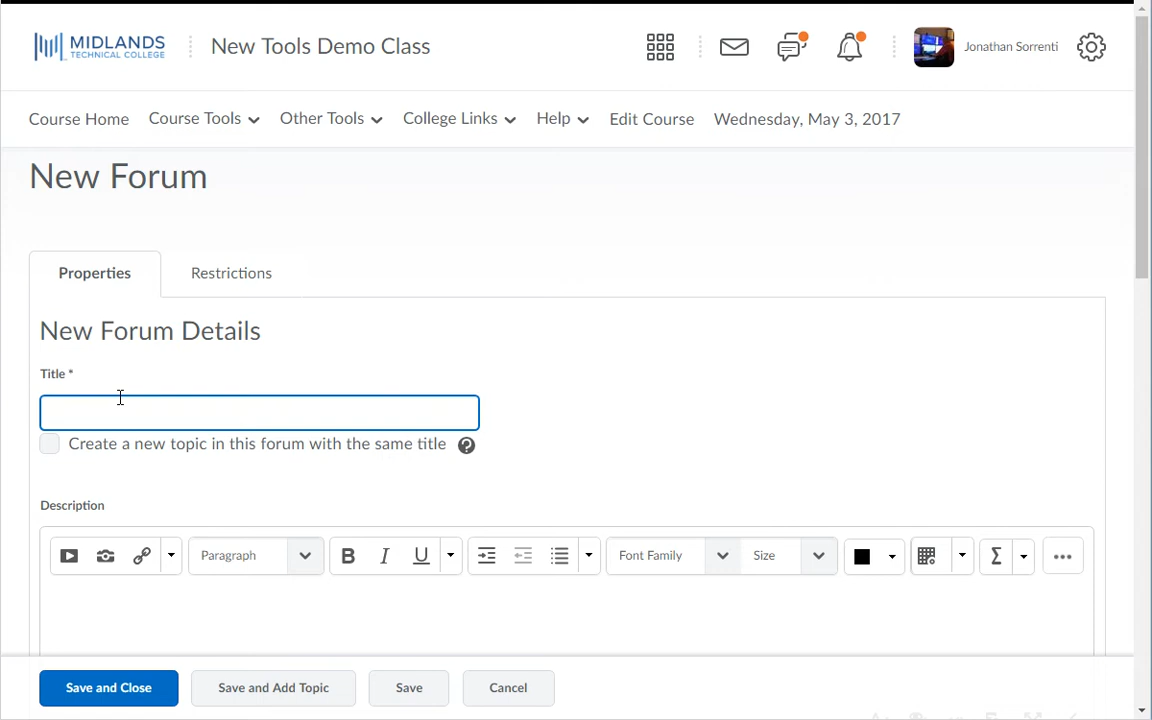 MIDLANDS
TECHNICAL COLLEGE
New Tools Demo Class
Jonathan Sorrenti
Course Home
Course Tools
Other Tools
College Links
Help
Edit Course
Wednesday, May 3, 2017
New Forum
Properties
Restrictions
New Forum Details
Title *
Create a new topic in this forum with the same title
Description
Paragraph
B
I
U
Font Family
Size
Σ
Save and Close
Save and Add Topic
Save
Cancel